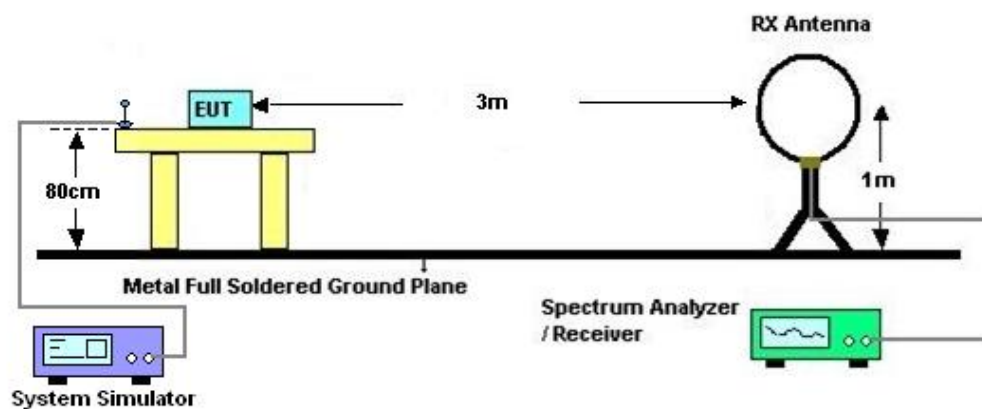 RX Antenna
EUT
3m
80cm
1m
Metal Full Soldered Ground Plane
Spectrum Analyzer
/ Receiver
System Simulator